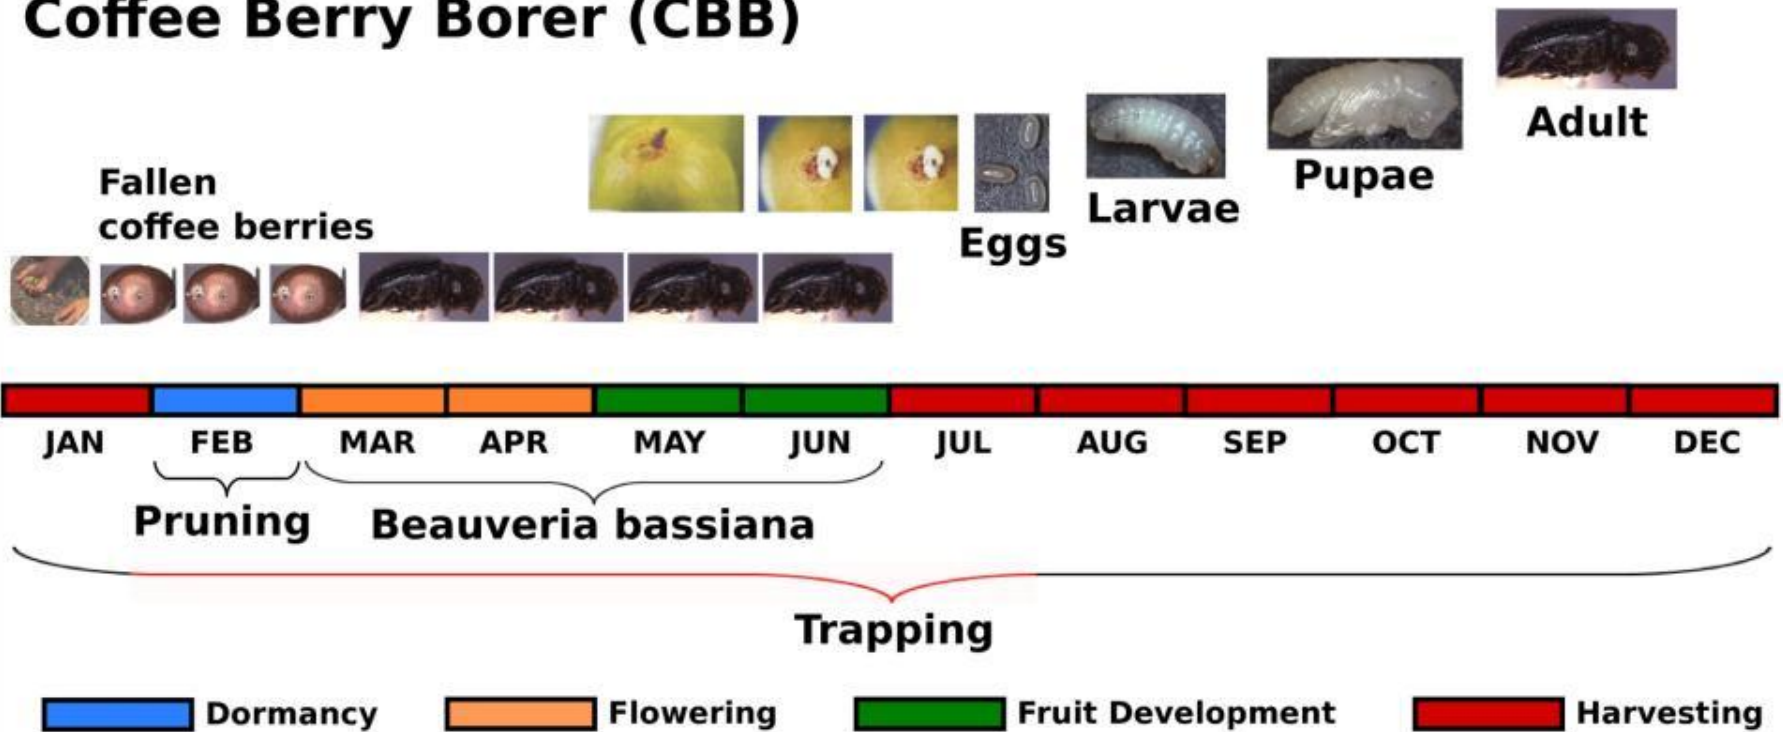 Coffee Berry Borer (CBB)
Adult
Pupae
Larvae
Eggs
Fallen
coffee berries
JAN FEB MAR APR MAY JUN JUL AUG SEP OCT NOV DEC
Pruning Beauveria bassiana
Trapping
Dormancy Flowering Fruit Development Harvesting